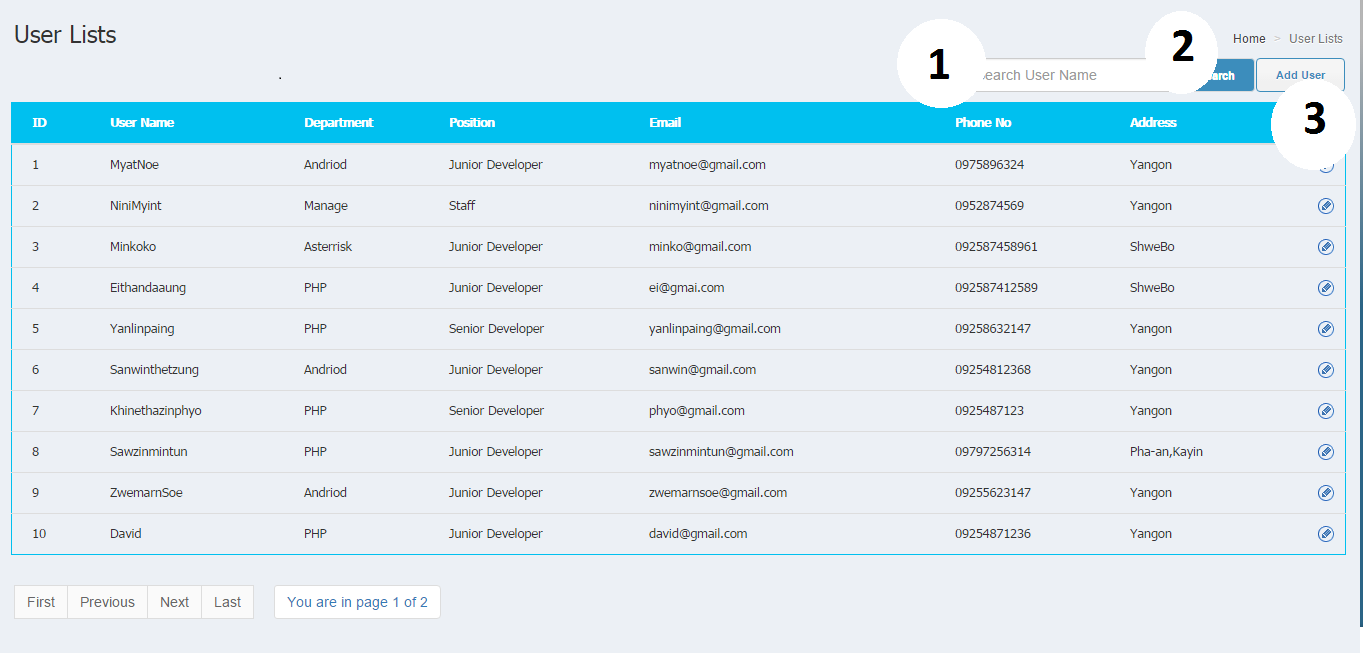 User Lists
Home > User Lists
1
2
3
.
earch User Name
arch
Add User
ID User Name Department Position Email Phone No Address
1 MyatNoe Andriod Junior Developer myatnoe@gmail.com 0975896324 Yangon
2 NiniMyint Manage Staff ninimyint@gmail.com 0952874569 Yangon
3 Minkoko Asterrisk Junior Developer minko@gmail.com 092587458961 ShweBo
4 Eithandaaung PHP Junior Developer ei@gmai.com 092587412589 ShweBo
5 Yanlinpaing PHP Senior Developer yanlinpaing@gmail.com 09258632147 Yangon
6 Sanwinthetzung Andriod Junior Developer sanwin@gmail.com 09254812368 Yangon
7 Khinethazinphyo PHP Senior Developer phyo@gmail.com 0925487123 Yangon
8 Sawzinmintun PHP Junior Developer sawzinmintun@gmail.com 09797256314 Pha-an,Kayin
9 ZwemarnSoe Andriod Junior Developer zwemarnsoe@gmail.com 09255623147 Yangon
10 David PHP Junior Developer david@gmail.com 09254871236 Yangon
First Previous Next Last You are in page 1 of 2